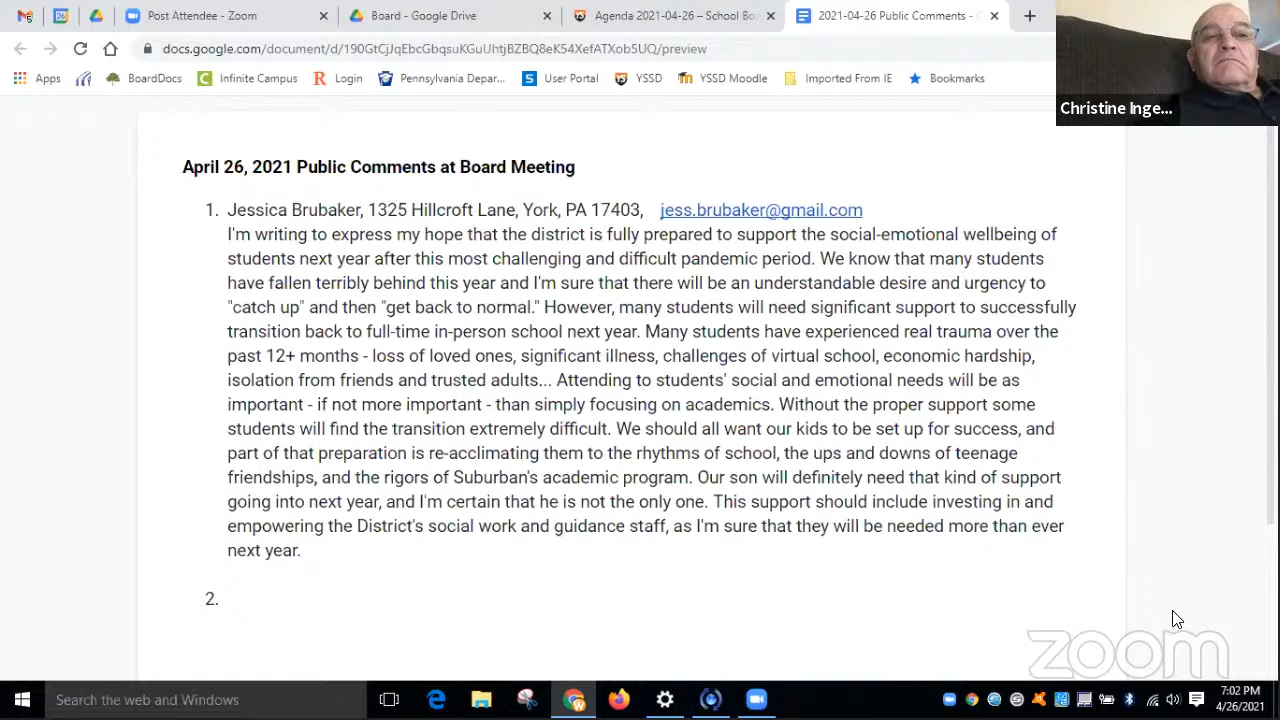 Post Attendee - Zoom
Board - Google Drive
Agenda 2021-04-26 – School Bo
2021-04-26 Public Comments -
docs.google.com/document/d/190GtCjJqEbcGbqsuKGuUhtjBZBQ8eK54XefATXob5UQ/preview
Apps
BoardDocs
Infinite Campus
Login
Pennsylvania Depar...
User Portal
YSSD
YSSD Moodle
Imported From IE
Bookmarks
Christine Inge...
April 26, 2021 Public Comments at Board Meeting
1. Jessica Brubaker, 1325 Hillcroft Lane, York, PA 17403, jess.brubaker@gmail.com
I'm writing to express my hope that the district is fully prepared to support the social-emotional wellbeing of
students next year after this most challenging and difficult pandemic period. We know that many students
have fallen terribly behind this year and I'm sure that there will be an understandable desire and urgency to
"catch up" and then "get back to normal." However, many students will need significant support to successfully
transition back to full-time in-person school next year. Many students have experienced real trauma over the
past 12+ months - loss of loved ones, significant illness, challenges of virtual school, economic hardship,
isolation from friends and trusted adults... Attending to students' social and emotional needs will be as
important - if not more important - than simply focusing on academics. Without the proper support some
students will find the transition extremely difficult. We should all want our kids to be set up for success, and
part of that preparation is re-acclimating them to the rhythms of school, the ups and downs of teenage
friendships, and the rigors of Suburban's academic program. Our son will definitely need that kind of support
going into next year, and I'm certain that he is not the only one. This support should include investing in and
empowering the District's social work and guidance staff, as I'm sure that they will be needed more than ever
next year.
2.
zoom
Search the web and Windows
7:02 PM
4/26/2021